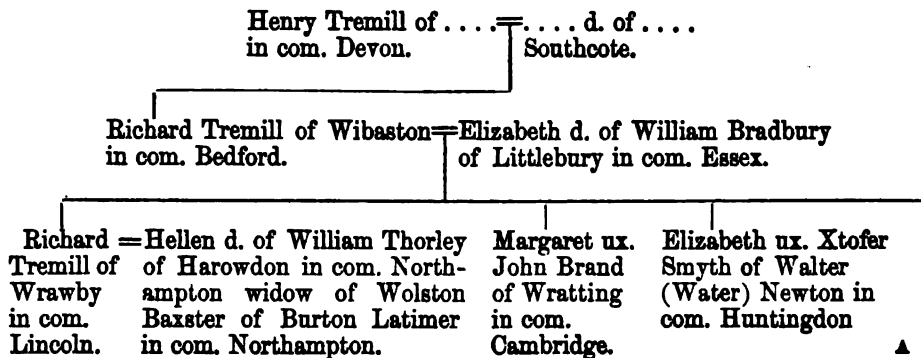 Henry Tremill of . . . . = . . . . d. of . . . .
in com. Devon. Southcote.
Richard Tremill of Wibaston=Elizabeth d. of William Bradbury
in com. Bedford. of Littlebury in com. Essex.
Richard =
Tremill of
Wrawby
in com.
Lincoln.
Hellen d. of William Thorley
of Harowdon in com. North-
ampton widow of Wolston
Baxster of Burton Latimer
in com. Northampton.
Margaret ux.
John Brand
of Wratting
in com.
Cambridge.
Elizabeth ux. Xtofer
Smyth of Walter
(Water) Newton in
com. Huntingdon
A